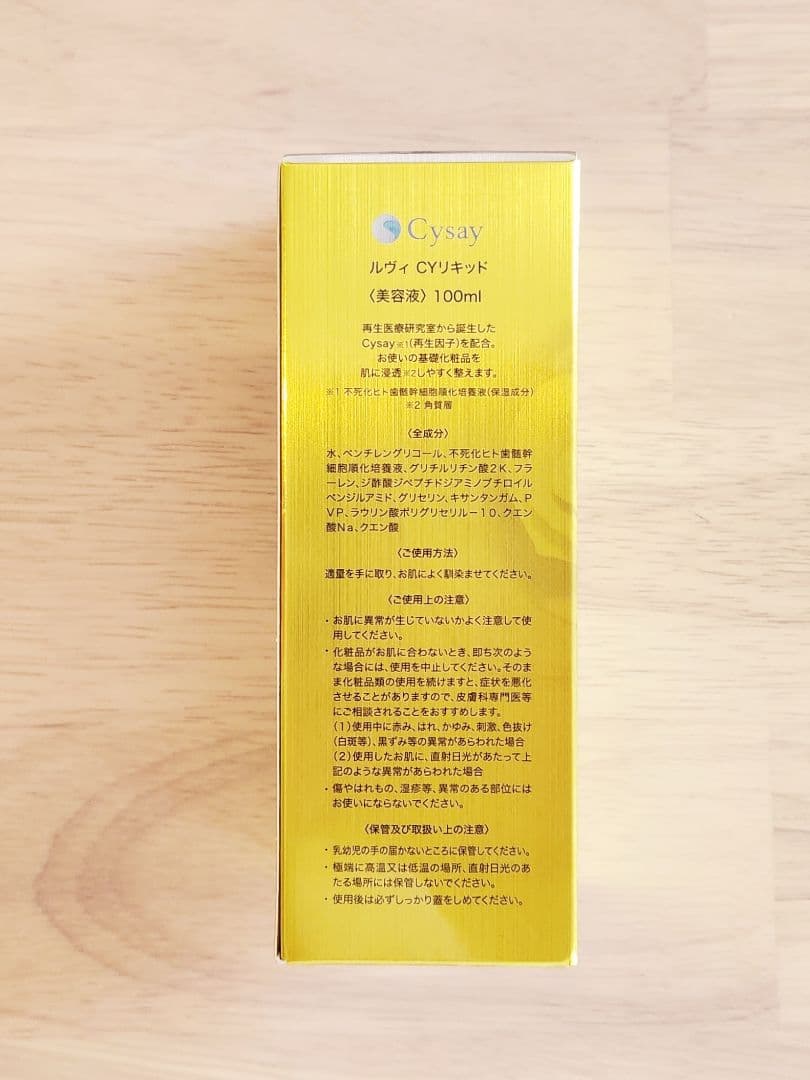 Cysay
ルヴィ CYリキッド
〈美容液〉100ml
再生医療研究室から誕生した
Cysay※1(再生因子)を配合。
お使いの基礎化粧品を
肌に浸透※2しやすく整えます。
※1 不死化ヒト歯髄幹細胞順化培養液(保湿成分)
※2 角質層
〈全成分〉
水、ペンチレングリコール、不死化ヒト歯髄幹
細胞順化培養液、グリチルリチン酸2K、フラ
ーレン、ジ酢酸ジペプチドジアミノブチロイル
ベンジルアミド、グリセリン、キサンタンガム、P
VP、ラウリン酸ポリグリセリル－10、クエン
酸Na、クエン酸
〈ご使用方法〉
適量を手に取り、お肌によく馴染ませてください。
〈ご使用上の注意〉
・お肌に異常が生じていないかよく注意して使
用してください。
・化粧品がお肌に合わないとき、即ち次のよう
な場合には、使用を中止してください。そのま
ま化粧品類の使用を続けますと、症状を悪化
させることがありますので、皮膚科専門医等
にご相談されることをおすすめします。
(1)使用中に赤み、はれ、かゆみ、刺激、色抜け
(白斑等)、黒ずみ等の異常があらわれた場合
(2)使用したお肌に、直射日光があたって上
記のような異常があらわれた場合
・傷やはれもの、湿疹等、異常のある部位には
お使いにならないでください。
〈保管及び取扱い上の注意〉
・乳幼児の手の届かないところに保管してください。
・極端に高温又は低温の場所、直射日光のあ
たる場所には保管しないでください。
・使用後は必ずしっかり蓋をしめてください。